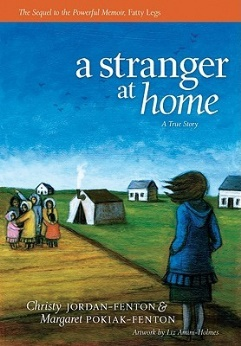 The Sequel to the Powerful Memoir, Fatty Legs
a stranger
at home
A True Story
Christy JORDAN-FENTON &
Margaret POKIAK-FENTON
Artwork by Liz Amini-Holmes